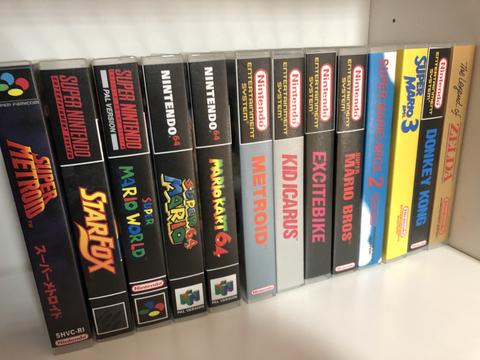 SUPER FAMICOM
SUPER
METROID
スーパーメトロイド
SHVC-RI
SUPER NINTENDO
STARFOX
SUPER NINTENDO
PAL VERSION
SUPER
MARIO WORLD
Nintendo
NINTENDO 64
SUPER
MARIO
64
PAL VERSION
NINTENDO 64
MARIO KART
64
PAL VERSION
Nintendo
ENTERTAINMENT
SYSTEM
METROID
Nintendo
ENTERTAINMENT
SYSTEM
KID ICARUS
Nintendo
ENTERTAINMENT
SYSTEM
EXCITEBIKE
Nintendo
ENTERTAINMENT
SYSTEM
SUPER
MARIO BROS
SUPER MARIO BROS. 2
SUPER
MARIO
3
Nintendo
Nintendo
ENTERTAINMENT
SYSTEM
DONKEY KONG
The Legend of
ZELDA
Nintendo